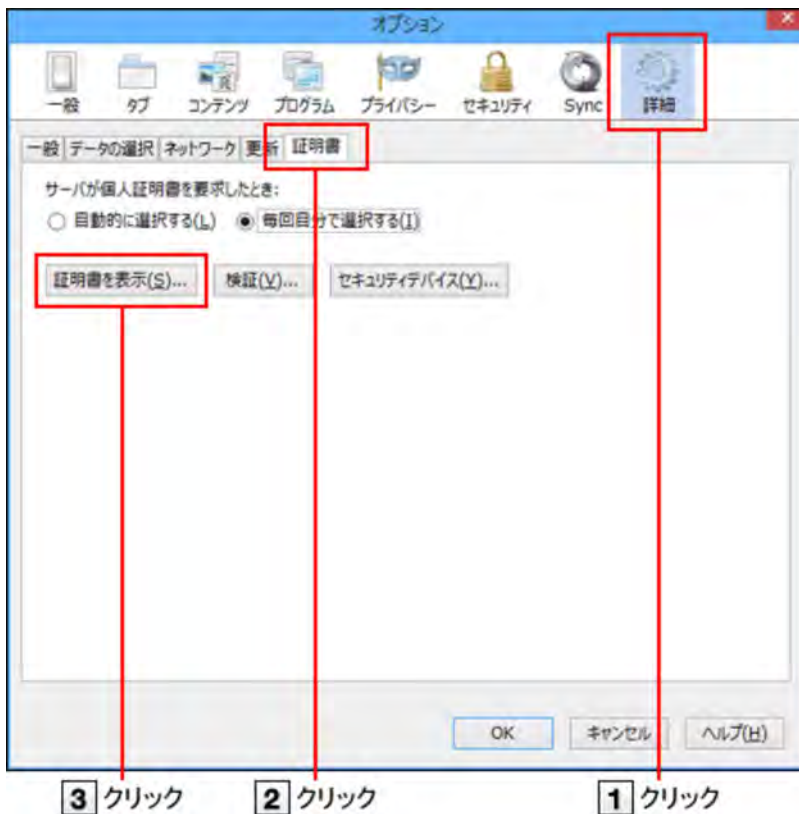 オプション
一般 タブ コンテンツ プログラム プライバシー セキュリティ Sync 詳細
一般 データの選択 ネットワーク 更新 証明書
サーバが個人証明書を要求したとき:
自動的に選択する(L) 毎回自分で選択する(I)
証明書を表示(S)... 検証(V)... セキュリティデバイス(Y)...
OK キャンセル ヘルプ(H)
3 クリック 2 クリック 1 クリック